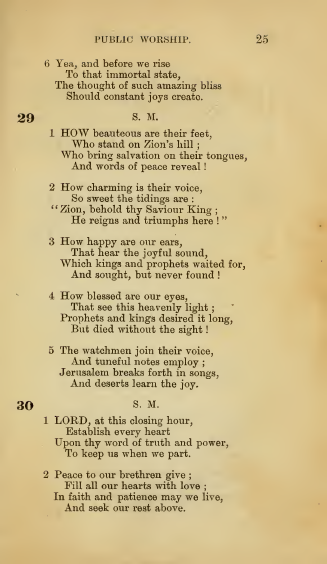 PUBLIC WORSHIP. 25
6 Yea, and before we rise
To that immortal state,
The thought of such amazing bliss
Should constant joys create.
29 S. M.
1 HOW beauteous are their feet,
Who stand on Zion's hill ;
Who bring salvation on their tongues,
And words of peace reveal !
2 How charming is their voice,
So sweet the tidings are :
"Zion, behold thy Saviour King ;
He reigns and triumphs here ! "
3 How happy are our ears,
That hear the joyful sound,
Which kings and prophets waited for,
And sought, but never found !
4 How blessed are our eyes,
That see this heavenly light ;
Prophets and kings desired it long,
But died without the sight !
5 The watchmen join their voice,
And tuneful notes employ ;
Jerusalem breaks forth in songs,
And deserts learn the joy.
30 S. M.
1 LORD, at this closing hour,
Establish every heart
Upon thy word of truth and power,
To keep us when we part.
2 Peace to our brethren give ;
Fill all our hearts with love ;
In faith and patience may we live,
And seek our rest above.